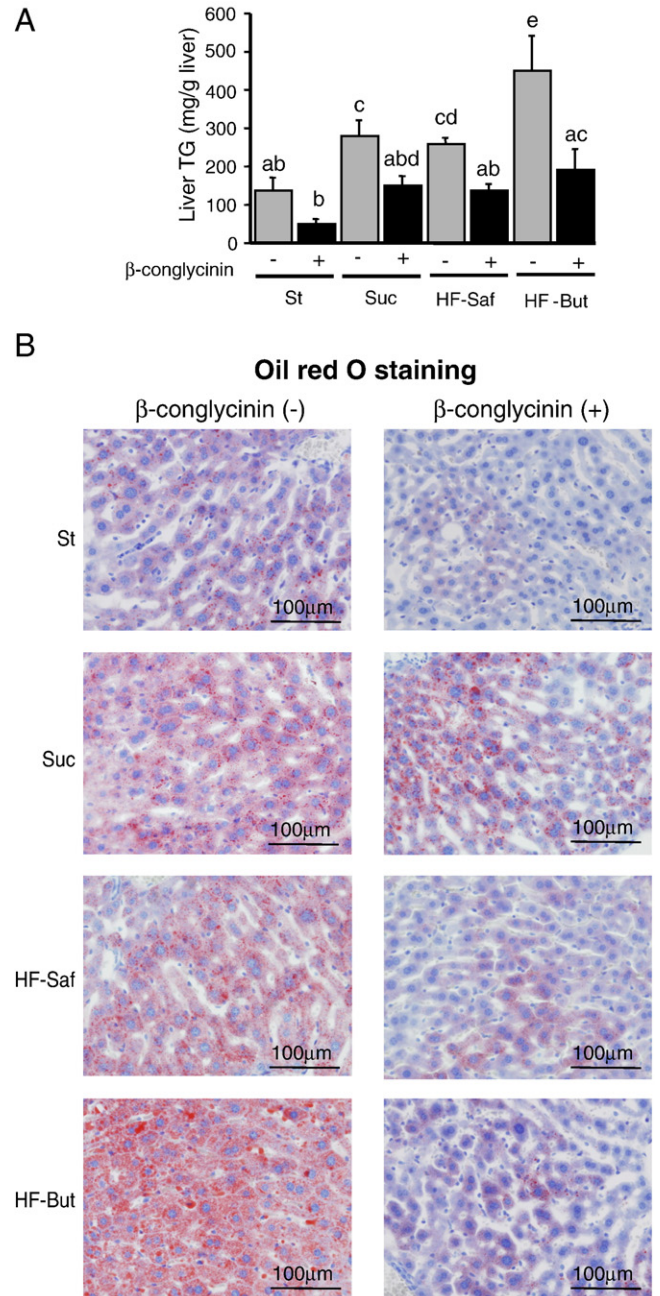 A
Liver TG (mg/g liver)
600
500
400
300
200
100
0
ab
b
c
abd
cd
ab
e
ac
β-conglycinin
- + - + - + - +
St Suc HF-Saf HF-But
B
Oil red O staining
β-conglycinin (-) β-conglycinin (+)
St
100μm 100μm
Suc
100μm 100μm
HF-Saf
100μm 100μm
HF-But
100μm 100μm